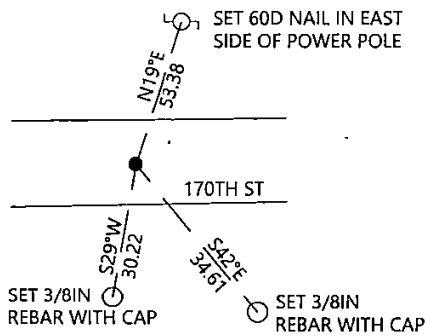 SET 60D NAIL IN EAST
SIDE OF POWER POLE
N19°E
53.38
170TH ST
S29°W
30.22
S42°E
34.61
SET 3/8IN
REBAR WITH CAP
SET 3/8IN
REBAR WITH CAP